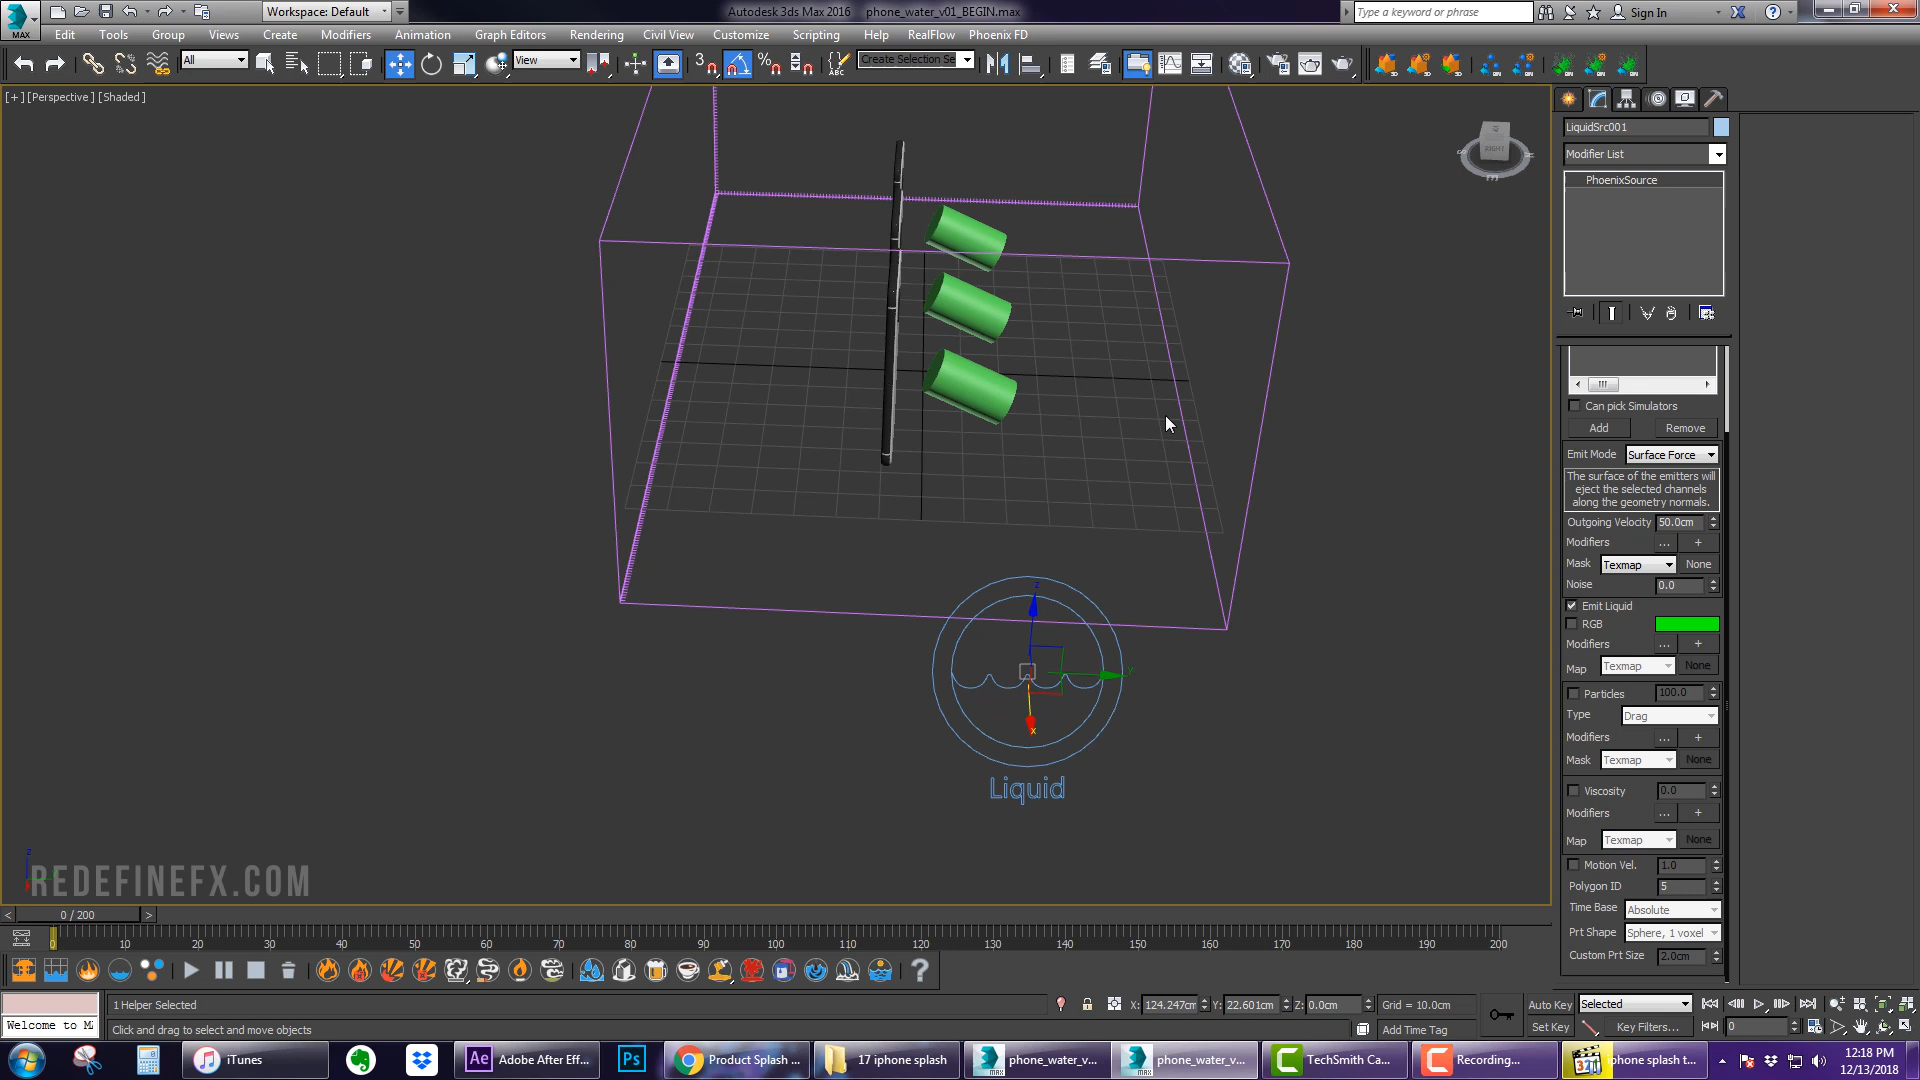 MAX
Workspace: Default
Autodesk 3ds Max 2016
phone_water_v01_BEGIN.max
Type a keyword or phrase
Sign In
Edit Tools Group Views Create Modifiers Animation Graph Editors Rendering Civil View Customize Scripting Help RealFlow Phoenix FD
All
View
3
Create Selection Se
[+] [Perspective] [Shaded]
RIGHT
LiquidSrc001
Modifier List
PhoenixSource
Can pick Simulators
Add Remove
Emit Mode Surface Force
The surface of the emitters will
eject the selected channels
along the geometry normals.
Outgoing Velocity 50.0cm
Modifiers ... +
Mask Texmap None
Noise 0.0
Emit Liquid
RGB
Modifiers ... +
Map Texmap None
Particles 100.0
Type Drag
Modifiers ... +
Mask Texmap None
Viscosity 0.0
Modifiers ... +
Map Texmap None
Motion Vel. 1.0
Polygon ID 5
Time Base Absolute
Prt Shape Sphere, 1 voxel
Custom Prt Size 2.0cm
z
y
x
Liquid
z
REDEFINEFX.COM
< 0 / 200 >
0 10 20 30 40 50 60 70 80 90 100 110 120 130 140 150 160 170 180 190 200
1 Helper Selected
X: 124.247cm Y: 22.601cm Z: 0.0cm
Grid = 10.0cm
Auto Key Selected
Welcome to M
Click and drag to select and move objects
Add Time Tag
Set Key Key Filters... 0
iTunes
Adobe After Eff...
Product Splash ...
17 iphone splash
phone_water_v...
phone_water_v...
TechSmith Ca...
Recording...
iphone splash t...
12:18 PM
12/13/2018